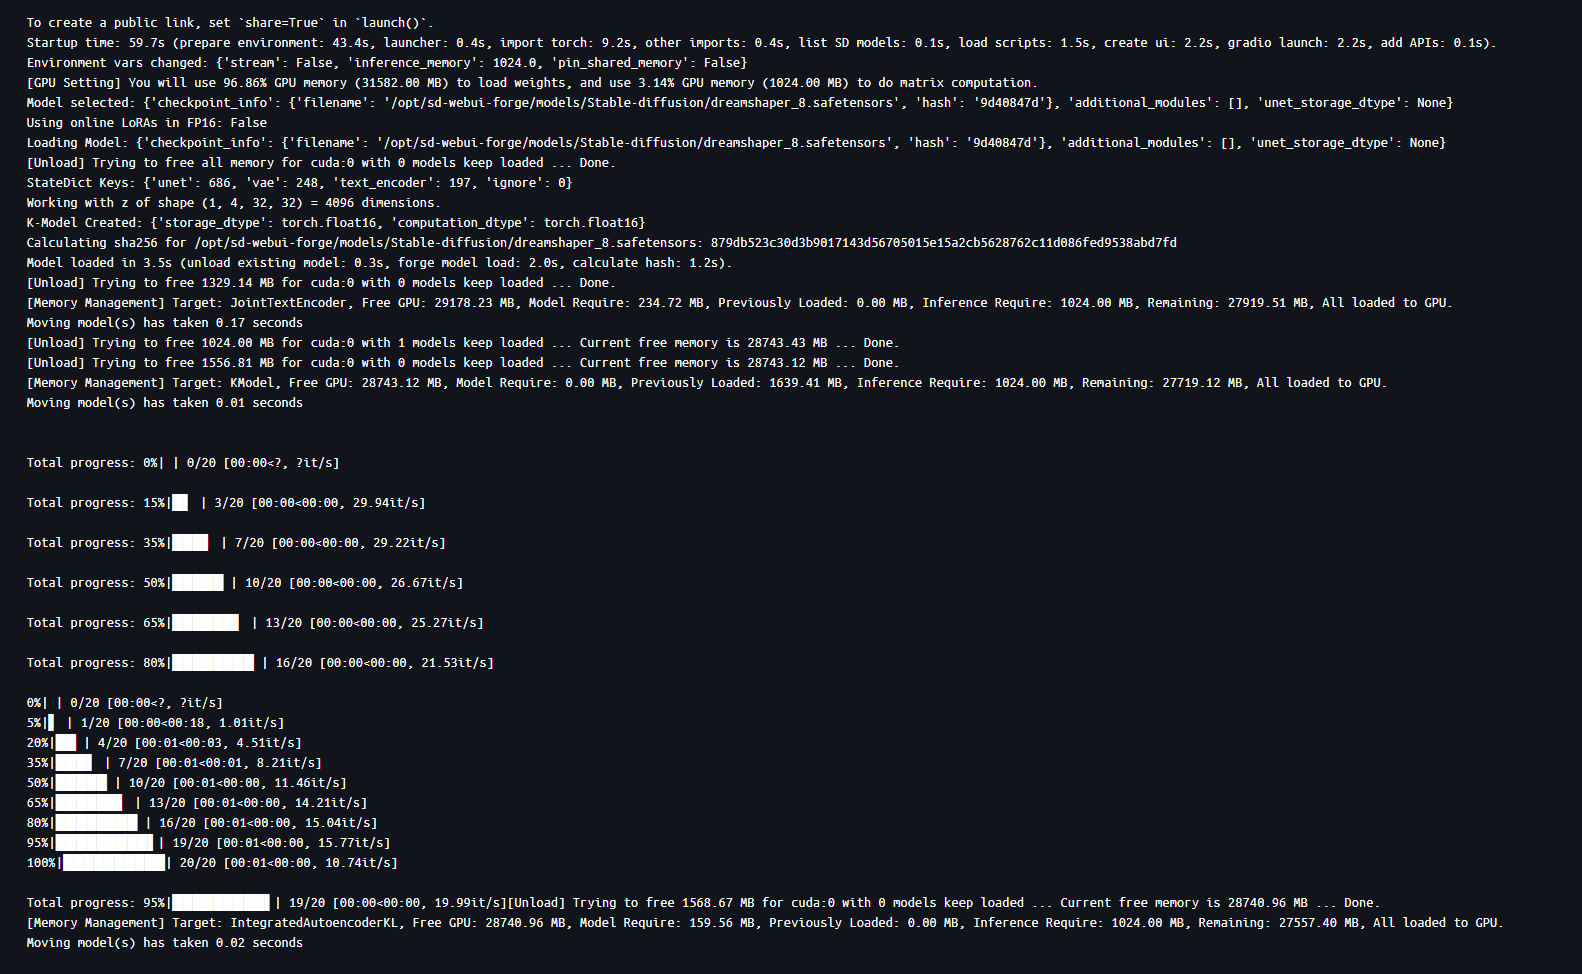 To create a public link, set `share=True` in `launch()`.
Startup time: 59.7s (prepare environment: 43.4s, launcher: 0.4s, import torch: 9.2s, other imports: 0.4s, list SD models: 0.1s, load scripts: 1.5s, create ui: 2.2s, gradio launch: 2.2s, add APIs: 0.1s).
Environment vars changed: {'stream': False, 'inference_memory': 1024.0, 'pin_shared_memory': False}
[GPU Setting] You will use 96.86% GPU memory (31582.00 MB) to load weights, and use 3.14% GPU memory (1024.00 MB) to do matrix computation.
Model selected: {'checkpoint_info': {'filename': '/opt/sd-webui-forge/models/Stable-diffusion/dreamshaper_8.safetensors', 'hash': '9d40847d'}, 'additional_modules': [], 'unet_storage_dtype': None}
Using online LoRAs in FP16: False
Loading Model: {'checkpoint_info': {'filename': '/opt/sd-webui-forge/models/Stable-diffusion/dreamshaper_8.safetensors', 'hash': '9d40847d'}, 'additional_modules': [], 'unet_storage_dtype': None}
[Unload] Trying to free all memory for cuda:0 with 0 models keep loaded ... Done.
StateDict Keys: {'unet': 686, 'vae': 248, 'text_encoder': 197, 'ignore': 0}
Working with z of shape (1, 4, 32, 32) = 4096 dimensions.
K-Model Created: {'storage_dtype': torch.float16, 'computation_dtype': torch.float16}
Calculating sha256 for /opt/sd-webui-forge/models/Stable-diffusion/dreamshaper_8.safetensors: 879db523c30d3b9017143d56705015e15a2cb5628762c11d086fed9538abd7fd
Model loaded in 3.5s (unload existing model: 0.3s, forge model load: 2.0s, calculate hash: 1.2s).
[Unload] Trying to free 1329.14 MB for cuda:0 with 0 models keep loaded ... Done.
[Memory Management] Target: JointTextEncoder, Free GPU: 29178.23 MB, Model Require: 234.72 MB, Previously Loaded: 0.00 MB, Inference Require: 1024.00 MB, Remaining: 27919.51 MB, All loaded to GPU.
Moving model(s) has taken 0.17 seconds
[Unload] Trying to free 1024.00 MB for cuda:0 with 1 models keep loaded ... Current free memory is 28743.43 MB ... Done.
[Unload] Trying to free 1556.81 MB for cuda:0 with 0 models keep loaded ... Current free memory is 28743.12 MB ... Done.
[Memory Management] Target: KModel, Free GPU: 28743.12 MB, Model Require: 0.00 MB, Previously Loaded: 1639.41 MB, Inference Require: 1024.00 MB, Remaining: 27719.12 MB, All loaded to GPU.
Moving model(s) has taken 0.01 seconds
Total progress: 0%| | 0/20 [00:00<?, ?it/s]
Total progress: 15%|█▌ | 3/20 [00:00<00:00, 29.94it/s]
Total progress: 35%|███▌ | 7/20 [00:00<00:00, 29.22it/s]
Total progress: 50%|█████ | 10/20 [00:00<00:00, 26.67it/s]
Total progress: 65%|██████▌ | 13/20 [00:00<00:00, 25.27it/s]
Total progress: 80%|████████ | 16/20 [00:00<00:00, 21.53it/s]
0%| | 0/20 [00:00<?, ?it/s]
5%|▌ | 1/20 [00:00<00:18, 1.01it/s]
20%|██ | 4/20 [00:01<00:03, 4.51it/s]
35%|███▌ | 7/20 [00:01<00:01, 8.21it/s]
50%|█████ | 10/20 [00:01<00:00, 11.46it/s]
65%|██████▌ | 13/20 [00:01<00:00, 14.21it/s]
80%|████████ | 16/20 [00:01<00:00, 15.04it/s]
95%|█████████▌| 19/20 [00:01<00:00, 15.77it/s]
100%|██████████| 20/20 [00:01<00:00, 10.74it/s]
Total progress: 95%|█████████▌| 19/20 [00:00<00:00, 19.99it/s][Unload] Trying to free 1568.67 MB for cuda:0 with 0 models keep loaded ... Current free memory is 28740.96 MB ... Done.
[Memory Management] Target: IntegratedAutoencoderKL, Free GPU: 28740.96 MB, Model Require: 159.56 MB, Previously Loaded: 0.00 MB, Inference Require: 1024.00 MB, Remaining: 27557.40 MB, All loaded to GPU.
Moving model(s) has taken 0.02 seconds